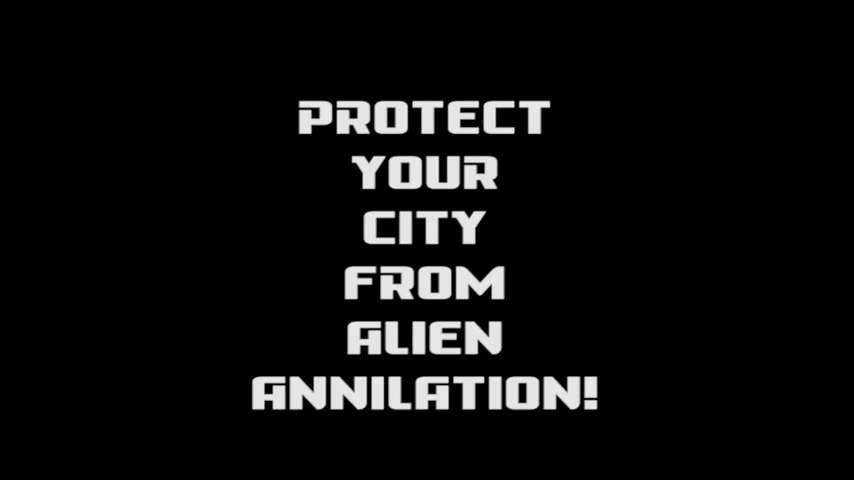 PROTECT
YOUR
CITY
FROM
ALIEN
ANNILATION!